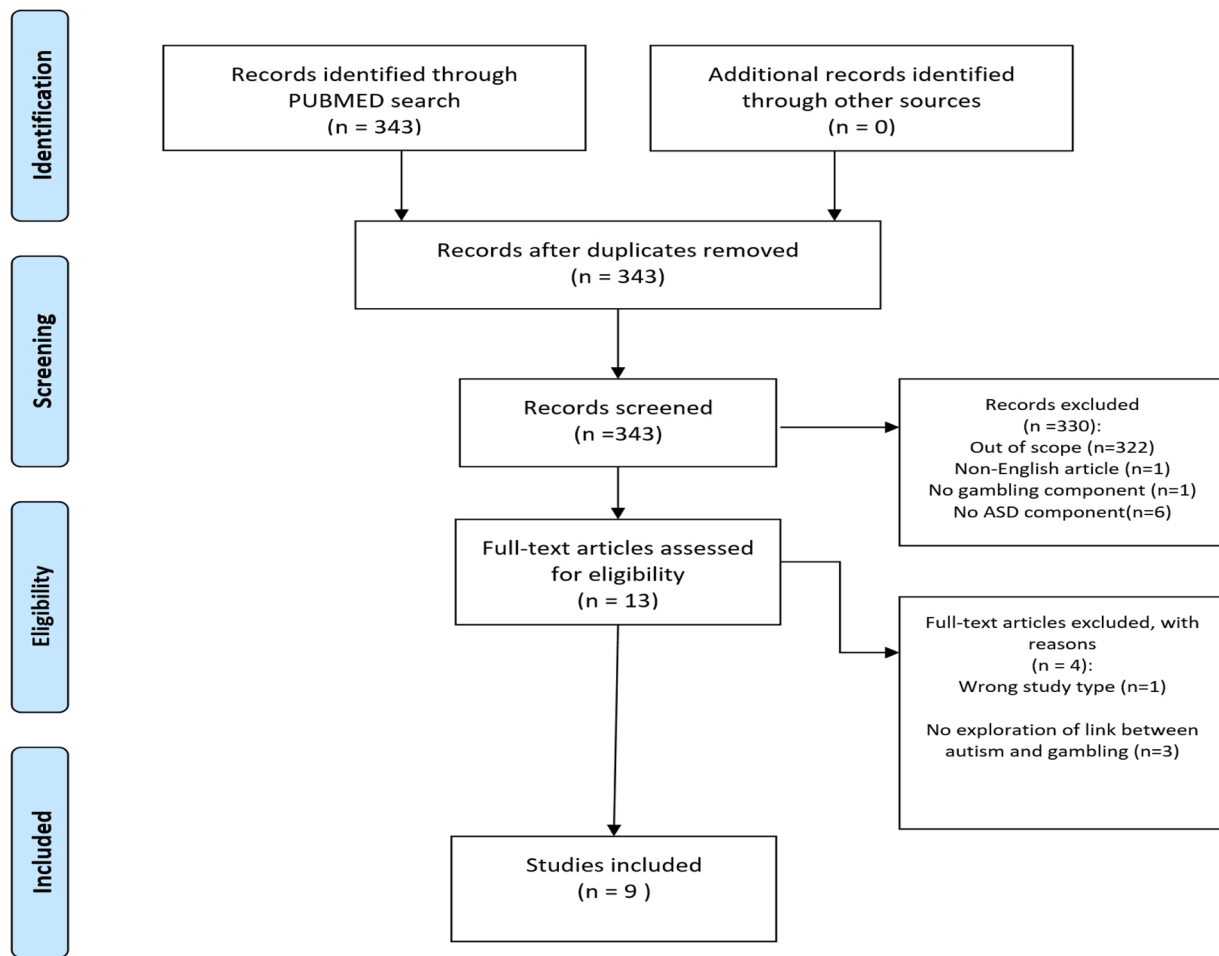 Identification
Records identified through
PUBMED search
(n = 343)
Additional records identified
through other sources
(n = 0)
Records after duplicates removed
(n = 343)
Screening
Records screened
(n =343)
Records excluded
(n =330):
Out of scope (n=322)
Non-English article (n=1)
No gambling component (n=1)
No ASD component(n=6)
Eligibility
Full-text articles assessed
for eligibility
(n = 13)
Full-text articles excluded, with
reasons
(n = 4):
Wrong study type (n=1)
No exploration of link between
autism and gambling (n=3)
Included
Studies included
(n = 9 )